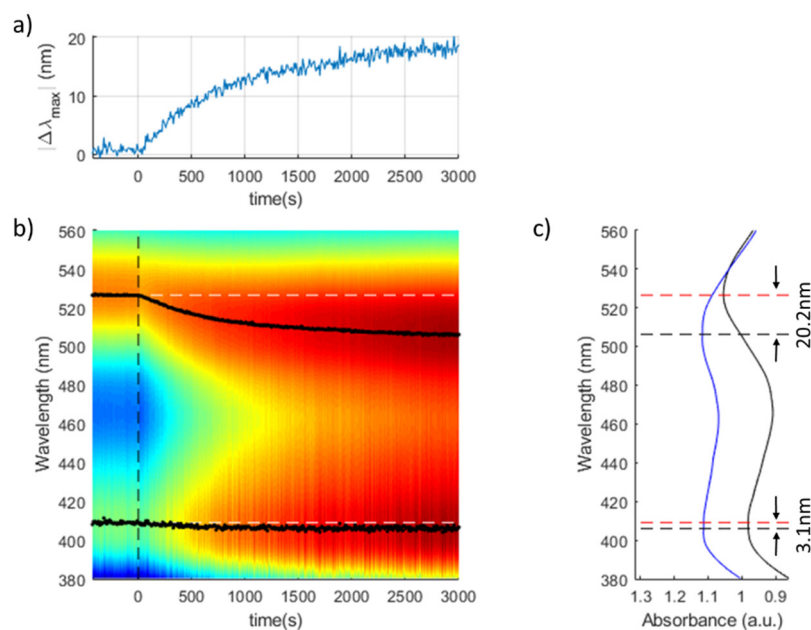 a)
|Δλmax| (nm)
20
10
0
0 500 1000 1500 2000 2500 3000
time(s)
b)
Wavelength (nm)
560
540
520
500
480
460
440
420
400
380
0 500 1000 1500 2000 2500 3000
time(s)
c)
Wavelength (nm)
560
540
520
500
480
460
440
420
400
380
20.2nm
3.1nm
1.3 1.2 1.1 1 0.9
Absorbance (a.u.)